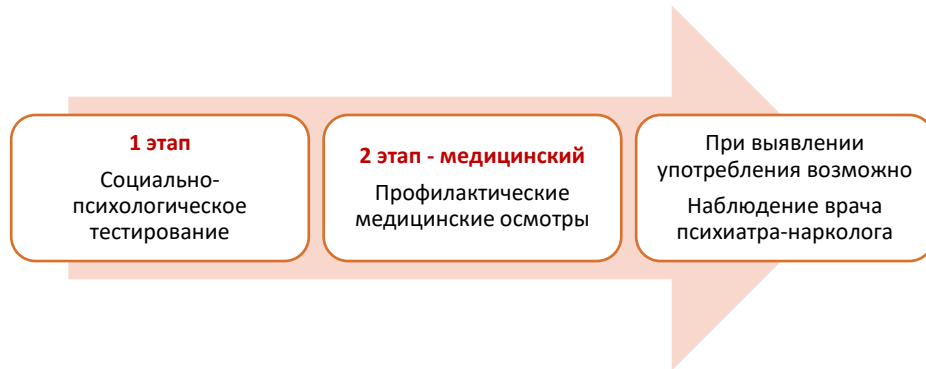 1 этап
Социально-
психологическое
тестирование
2 этап - медицинский
Профилактические
медицинские осмотры
При выявлении
употребления возможно
Наблюдение врача
психиатра-нарколога